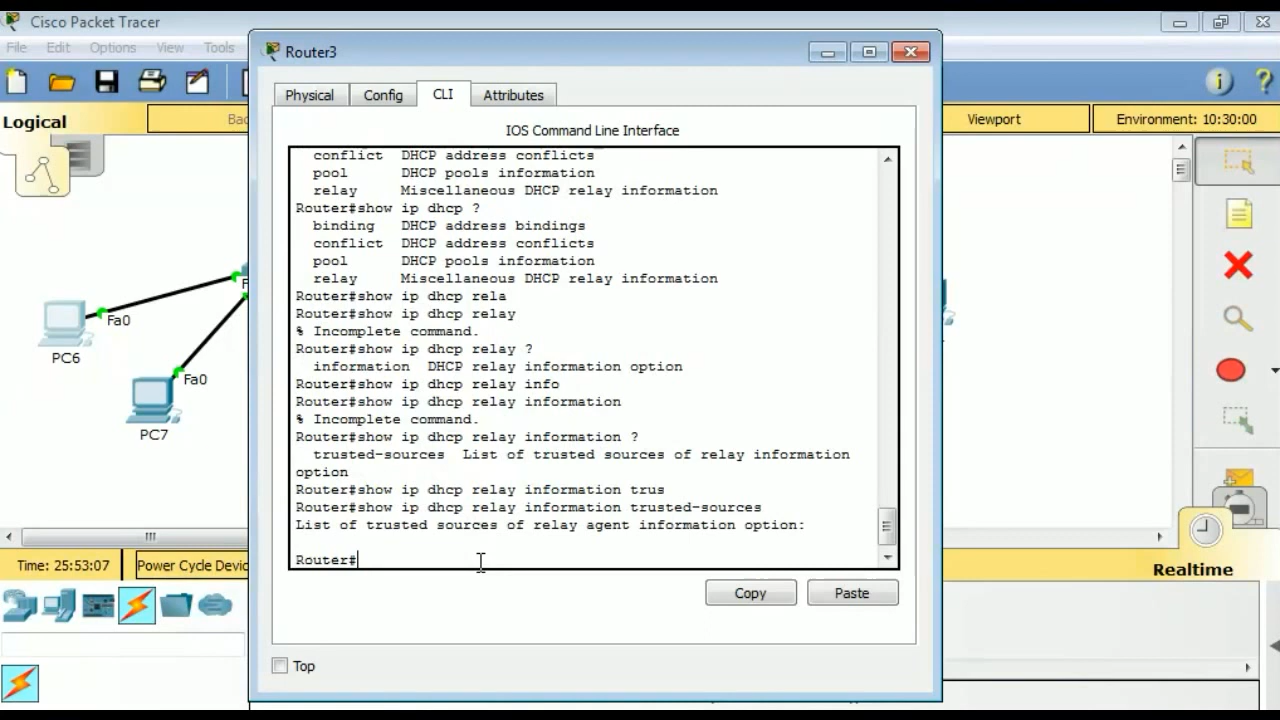 Cisco Packet Tracer
File Edit Options View Tools
Router3
Physical Config CLI Attributes
Logical
Viewport
Environment: 10:30:00
IOS Command Line Interface
conflict DHCP address conflicts
pool DHCP pools information
relay Miscellaneous DHCP relay information
Router#show ip dhcp ?
binding DHCP address bindings
conflict DHCP address conflicts
pool DHCP pools information
relay Miscellaneous DHCP relay information
Router#show ip dhcp rela
Router#show ip dhcp relay
% Incomplete command.
Router#show ip dhcp relay ?
information DHCP relay information option
Router#show ip dhcp relay info
Router#show ip dhcp relay information
% Incomplete command.
Router#show ip dhcp relay information ?
trusted-sources List of trusted sources of relay information
option
Router#show ip dhcp relay information trus
Router#show ip dhcp relay information trusted-sources
List of trusted sources of relay agent information option:
Router#
Copy Paste
Top
Fa0
PC6
Fa0
PC7
Time: 25:53:07
Power Cycle Devic
Realtime